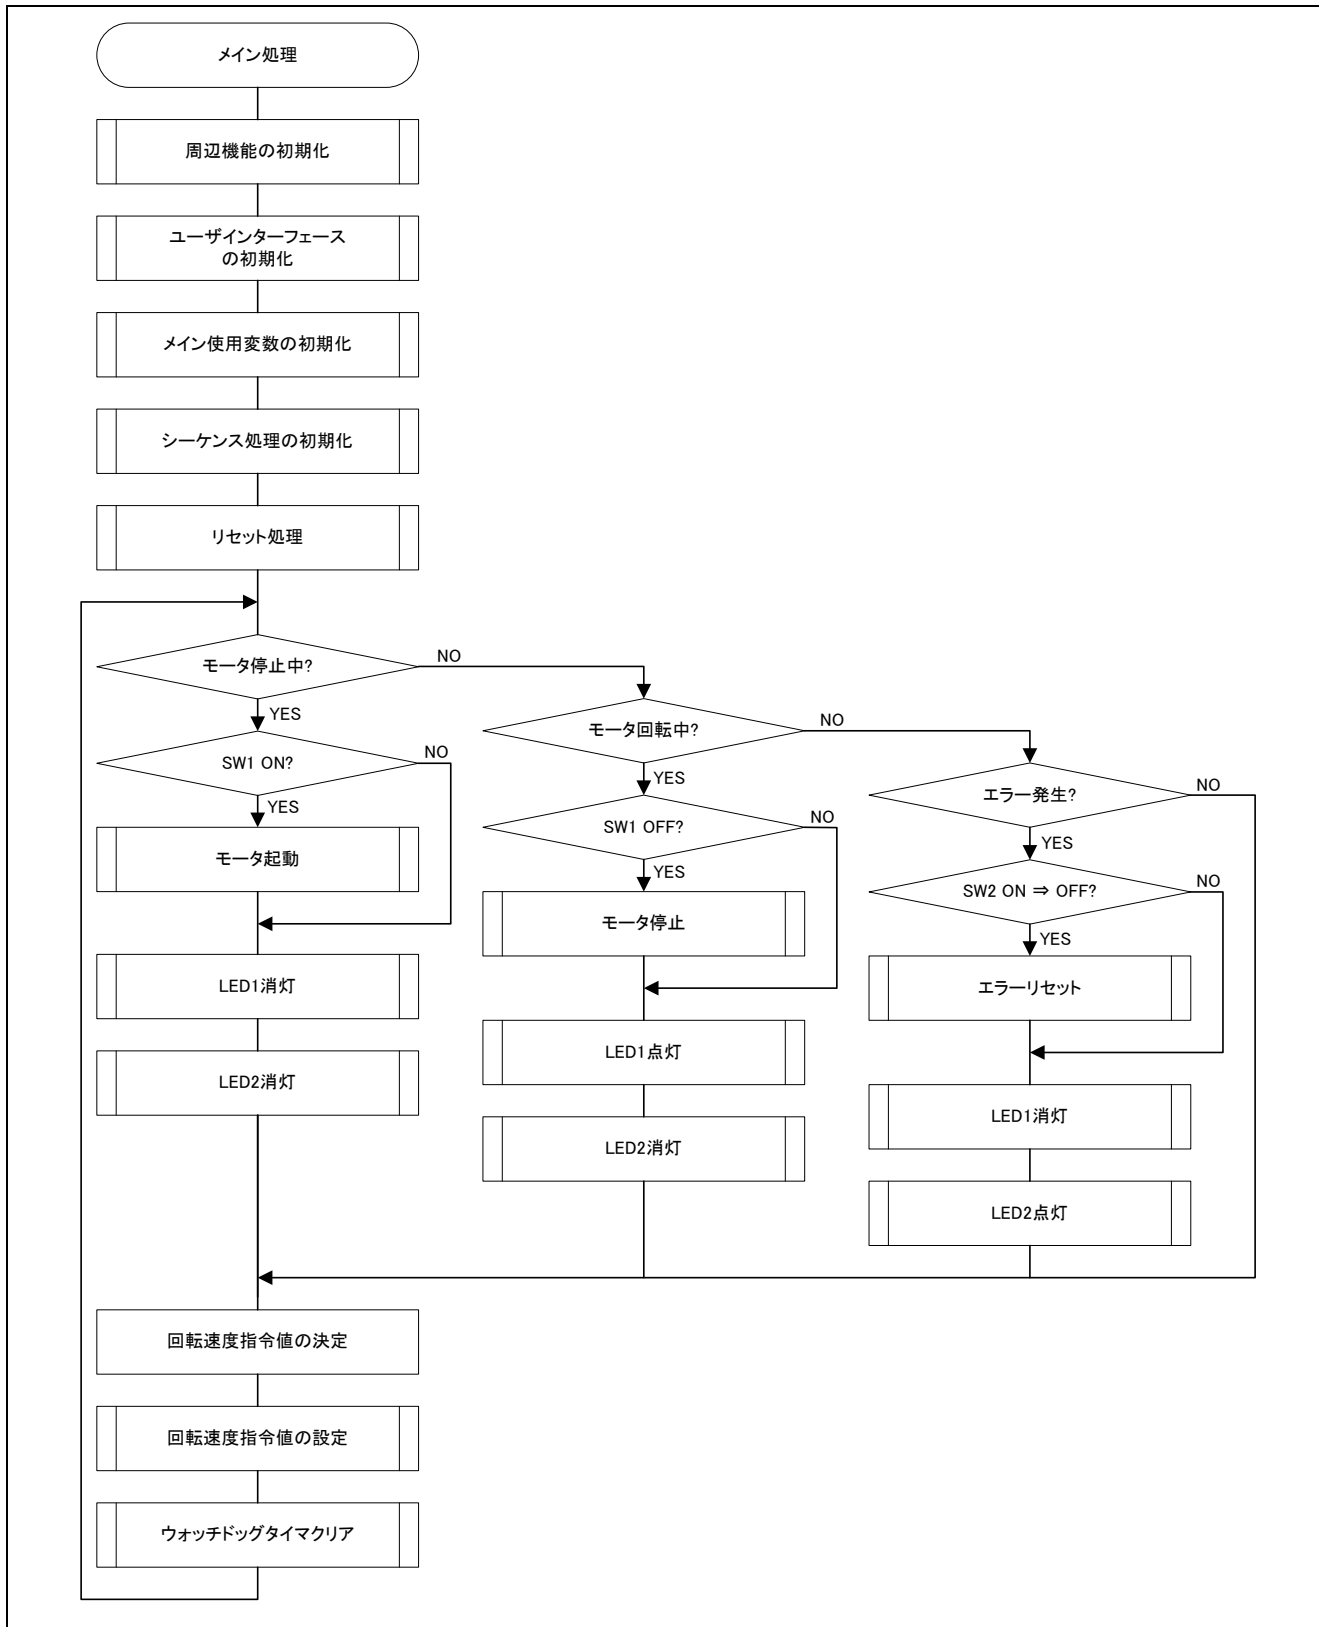 メイン処理
周辺機能の初期化
ユーザインターフェース
の初期化
メイン使用変数の初期化
シーケンス処理の初期化
リセット処理
モータ停止中?
NO
YES
SW1 ON?
NO
YES
モータ起動
LED1消灯
LED2消灯
モータ回転中?
NO
YES
SW1 OFF?
NO
YES
モータ停止
LED1点灯
LED2消灯
エラー発生?
NO
YES
SW2 ON ⇒ OFF?
NO
YES
エラーリセット
LED1消灯
LED2点灯
回転速度指令値の決定
回転速度指令値の設定
ウォッチドッグタイマクリア